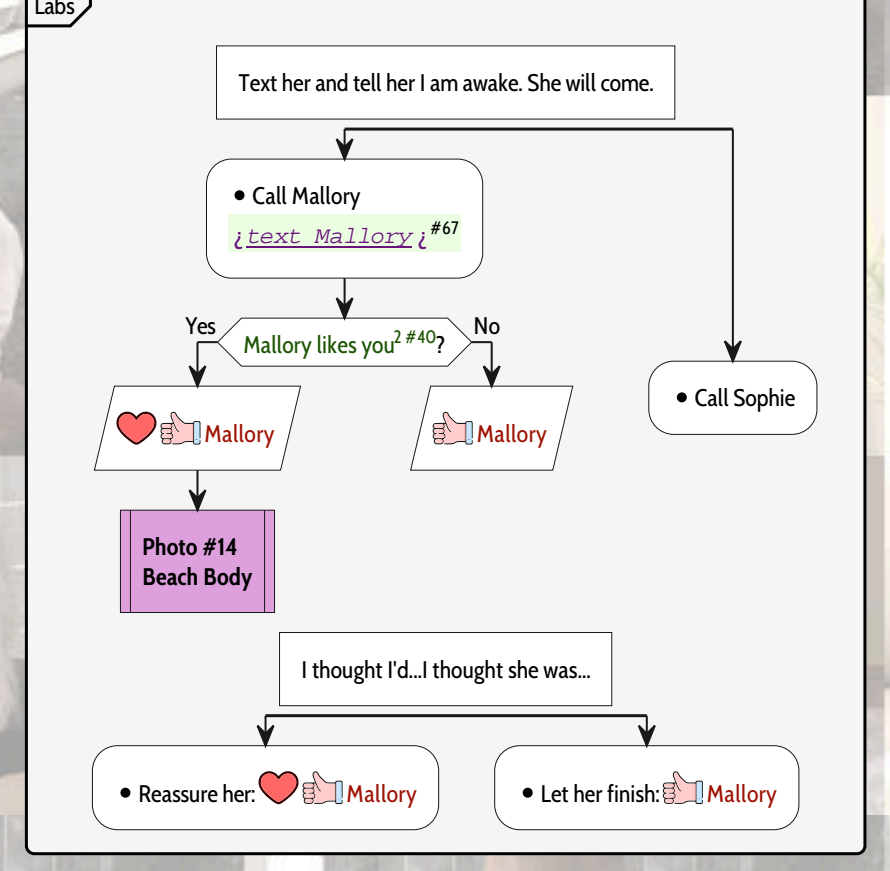 Labs
Text her and tell her I am awake. She will come.
• Call Mallory
¿text Mallory¿#67
Yes
Mallory likes you2 #40?
No
Mallory
Mallory
• Call Sophie
Photo #14
Beach Body
I thought I'd...I thought she was...
• Reassure her: Mallory
• Let her finish: Mallory